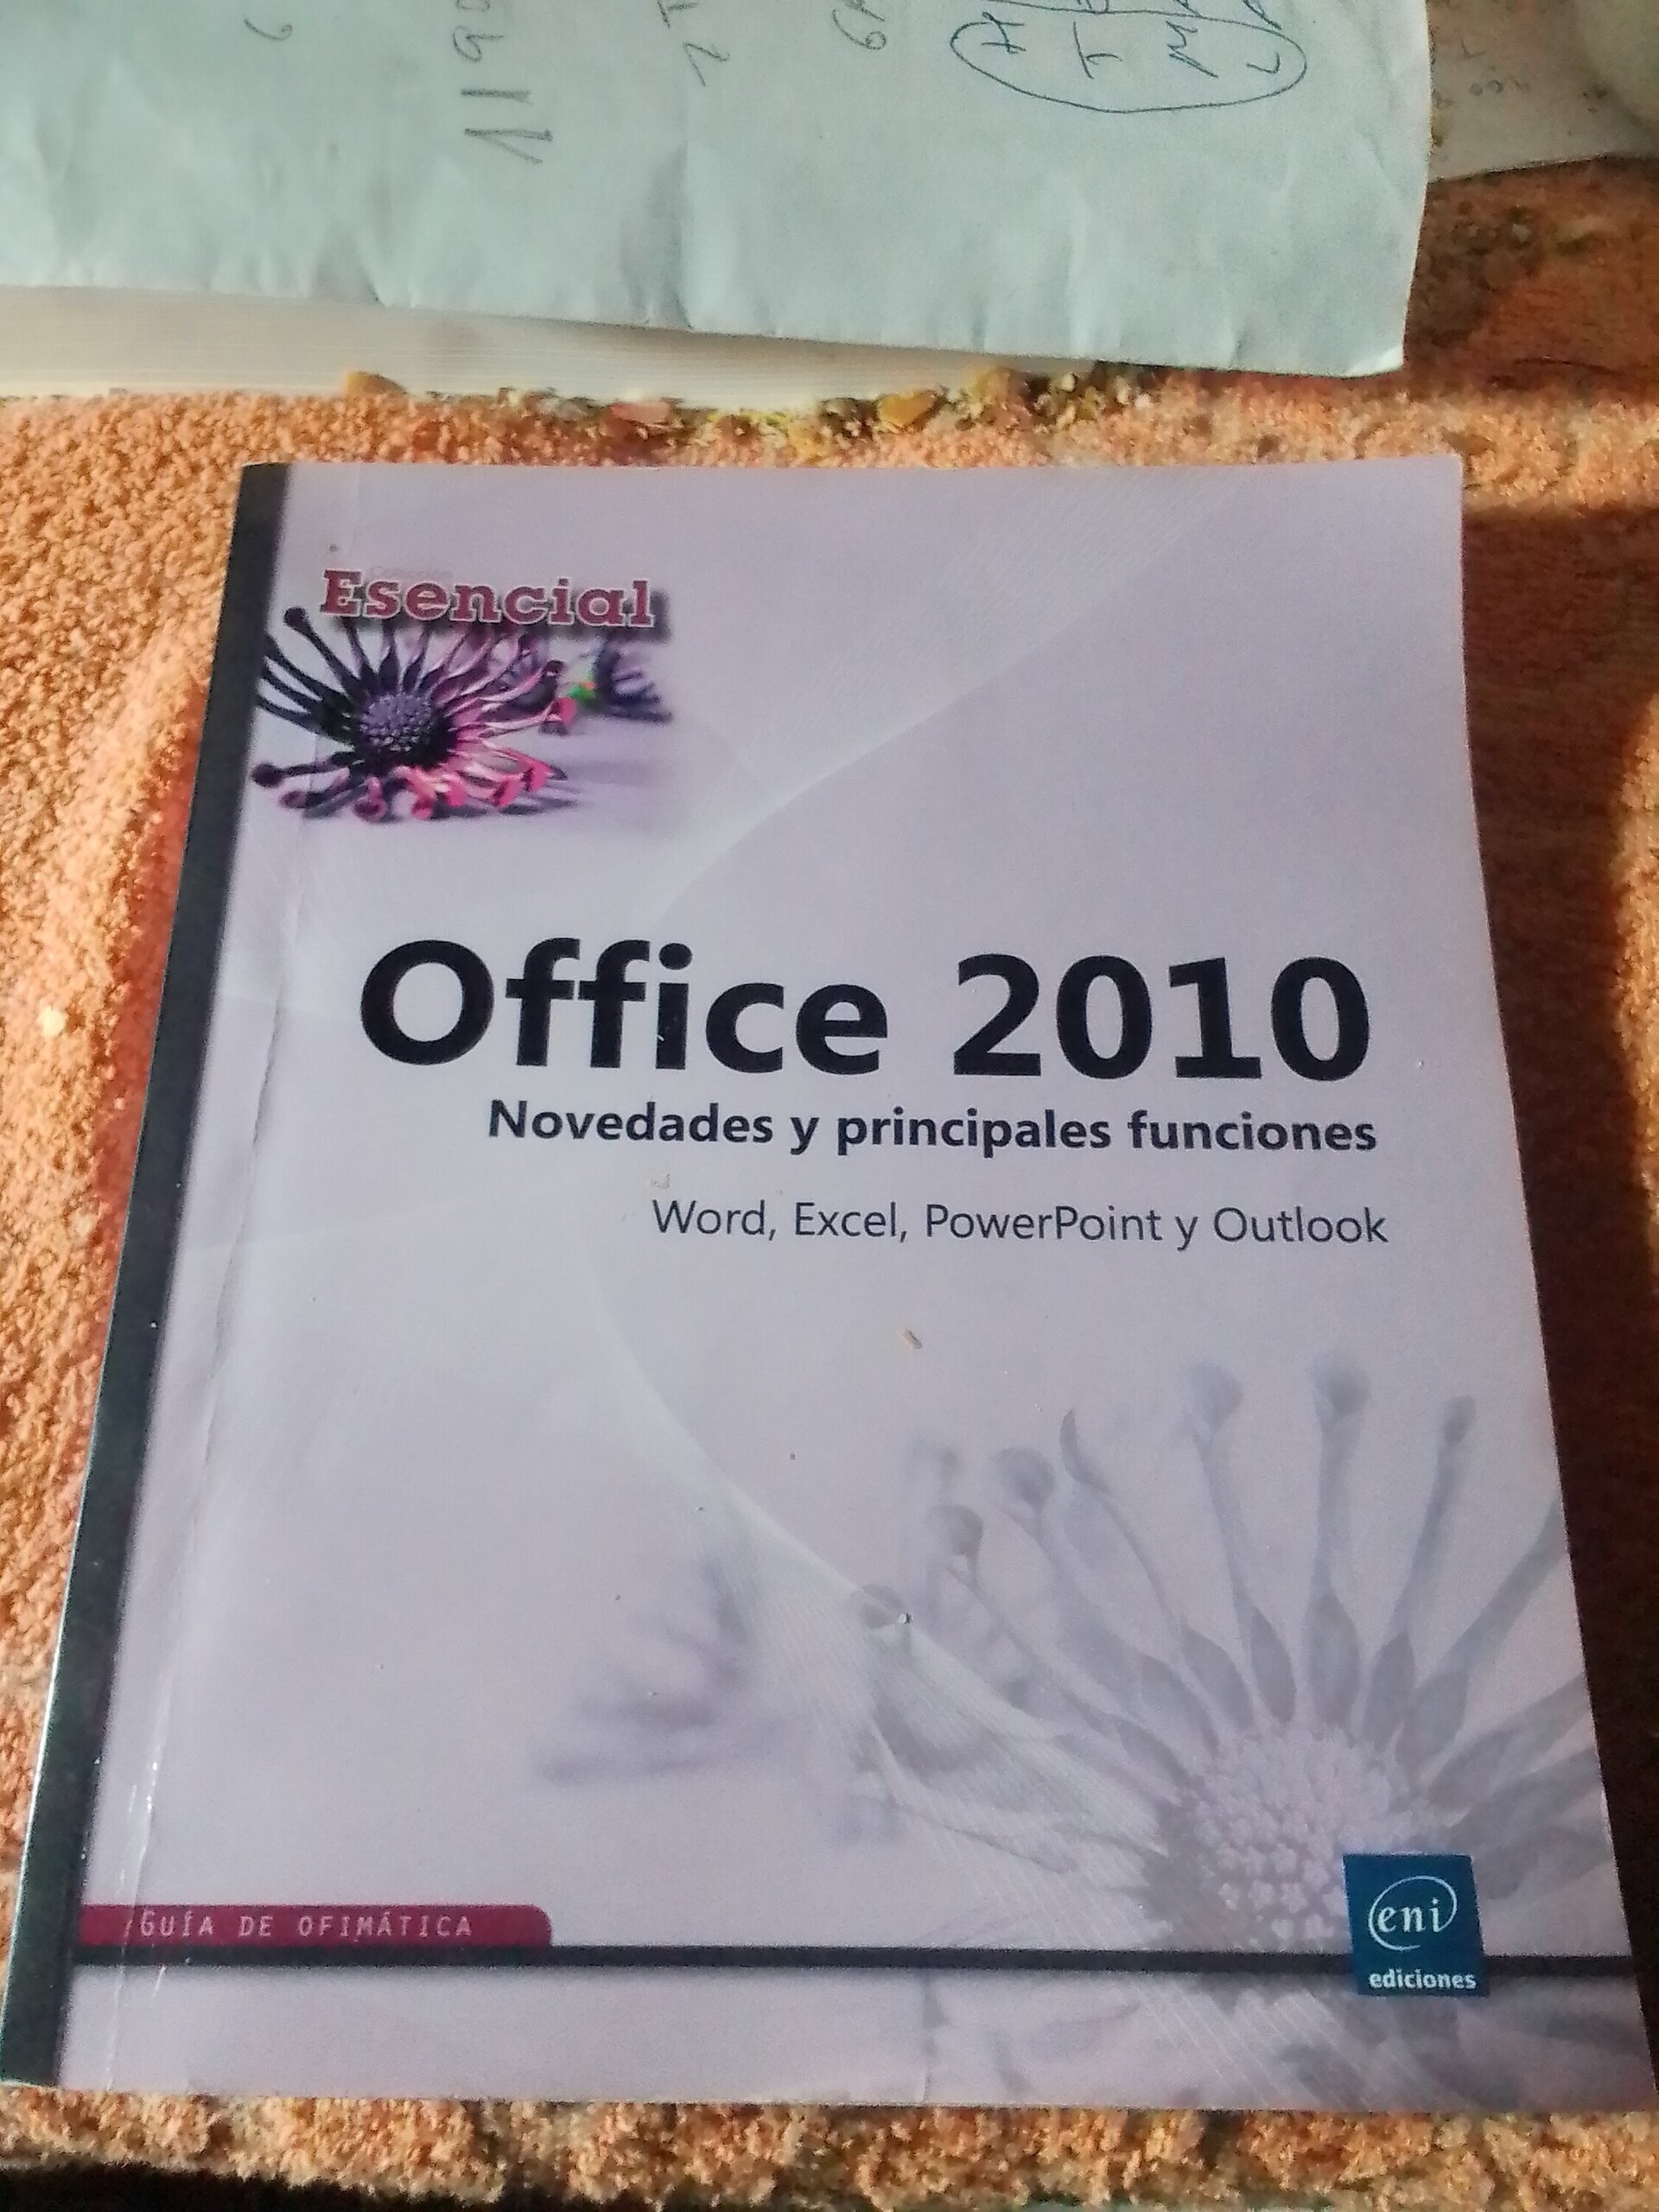 Esencial
Office 2010
Novedades y principales funciones
Word, Excel, PowerPoint y Outlook
GUÍA DE OFIMÁTICA
eni
ediciones